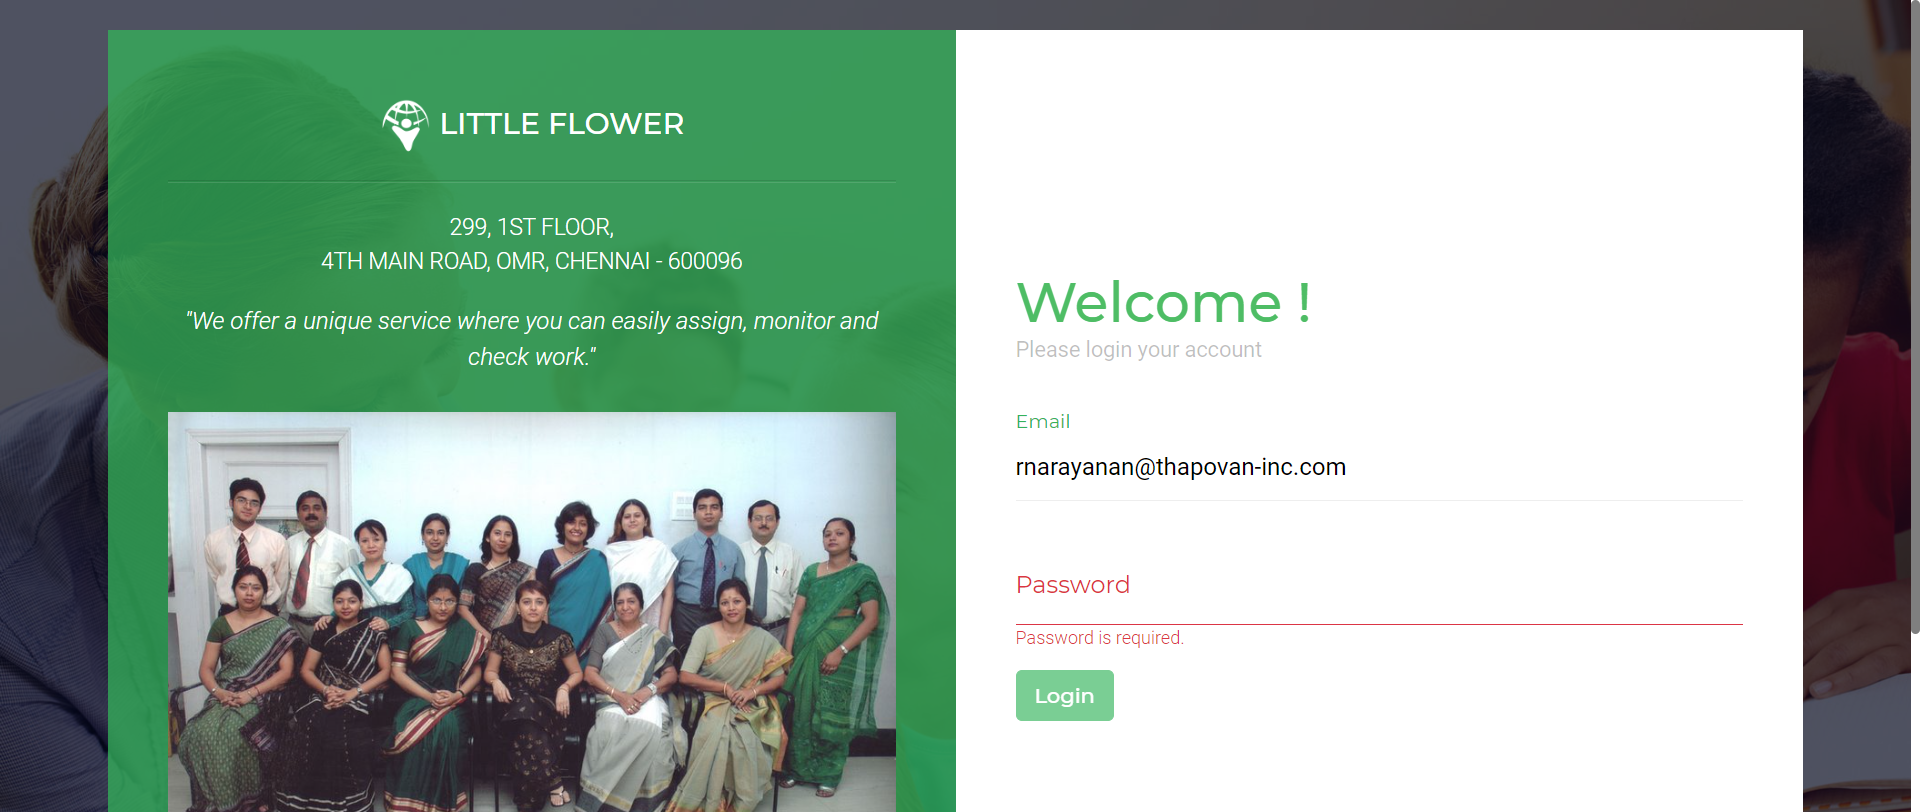 LITTLE FLOWER
299, 1ST FLOOR,
4TH MAIN ROAD, OMR, CHENNAI - 600096
"We offer a unique service where you can easily assign, monitor and
check work."
Welcome !
Please login your account
Email
rnarayanan@thapovan-inc.com
Password
Password is required.
Login